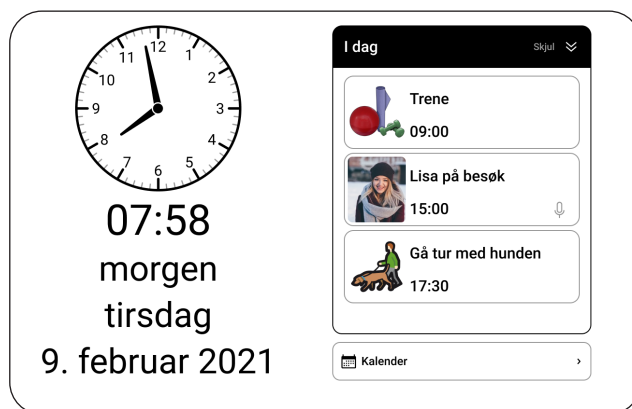 12
1
2
3
4
5
6
7
8
9
10
11
07:58
morgen
tirsdag
9. februar 2021
I dag
Skjul
Trene
09:00
Lisa på besøk
15:00
Gå tur med hunden
17:30
Kalender